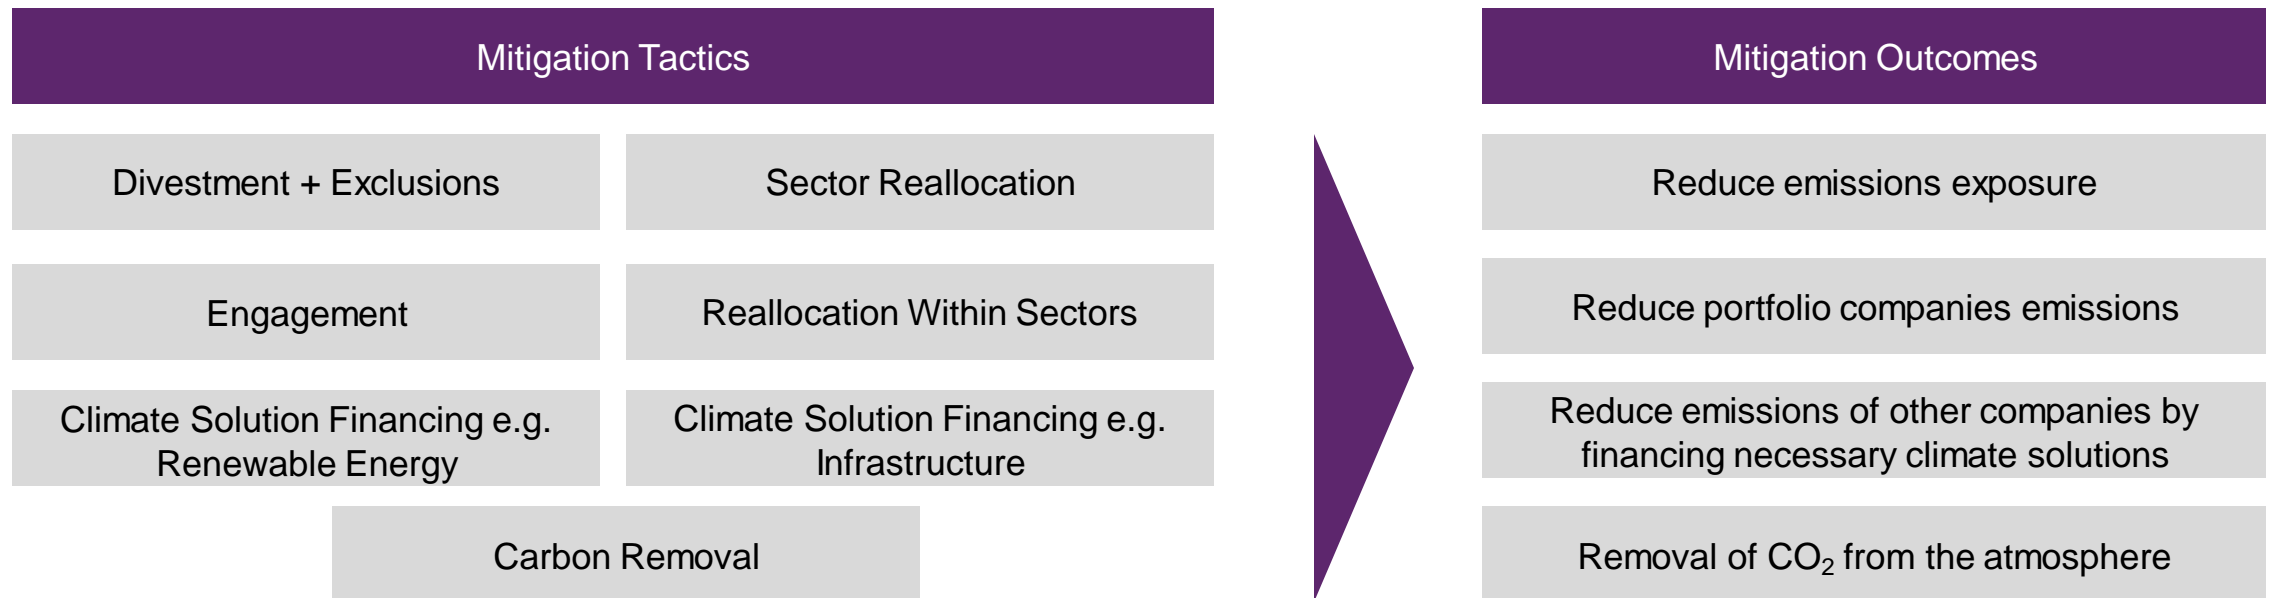 Mitigation Tactics
Divestment + Exclusions
Sector Reallocation
Engagement
Reallocation Within Sectors
Climate Solution Financing e.g.
Renewable Energy
Climate Solution Financing e.g.
Infrastructure
Carbon Removal
Mitigation Outcomes
Reduce emissions exposure
Reduce portfolio companies emissions
Reduce emissions of other companies by
financing necessary climate solutions
Removal of CO₂ from the atmosphere